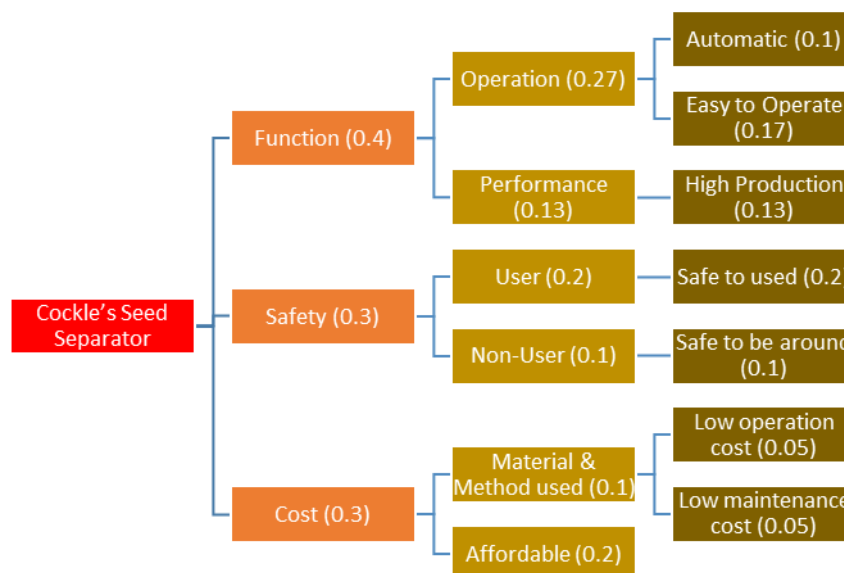 Cockle's Seed
Separator
Function (0.4)
Operation (0.27)
Automatic (0.1)
Easy to Operate
(0.17)
Performance
(0.13)
High Production
(0.13)
Safety (0.3)
User (0.2)
Safe to used (0.2)
Non-User (0.1)
Safe to be around
(0.1)
Cost (0.3)
Material &
Method used (0.1)
Low operation
cost (0.05)
Low maintenance
cost (0.05)
Affordable (0.2)